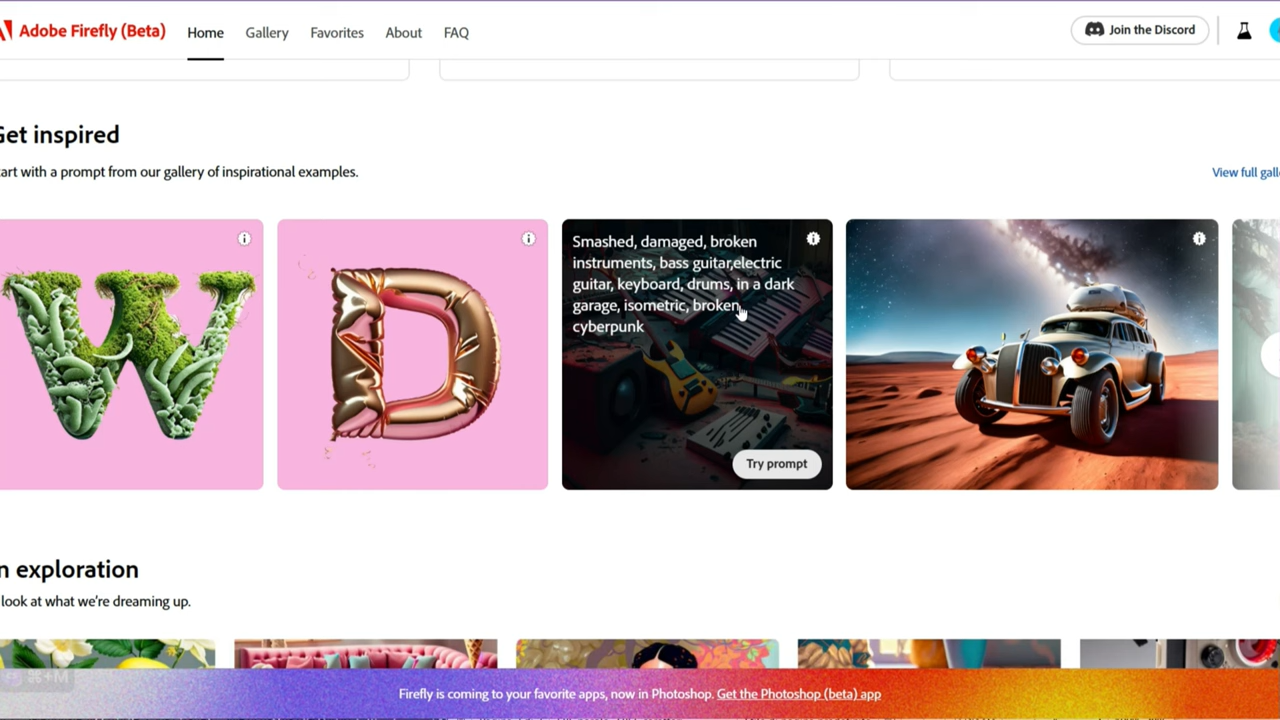 Adobe Firefly (Beta)
Home
Gallery
Favorites
About
FAQ
Join the Discord
Get inspired
art with a prompt from our gallery of inspirational examples.
View full gall
Smashed, damaged, broken
instruments, bass guitar,electric
guitar, keyboard, drums, in a dark
garage, isometric, broken,
cyberpunk
Try prompt
W
D
n exploration
look at what we're dreaming up.
⌘+M
Firefly is coming to your favorite apps, now in Photoshop. Get the Photoshop (beta) app